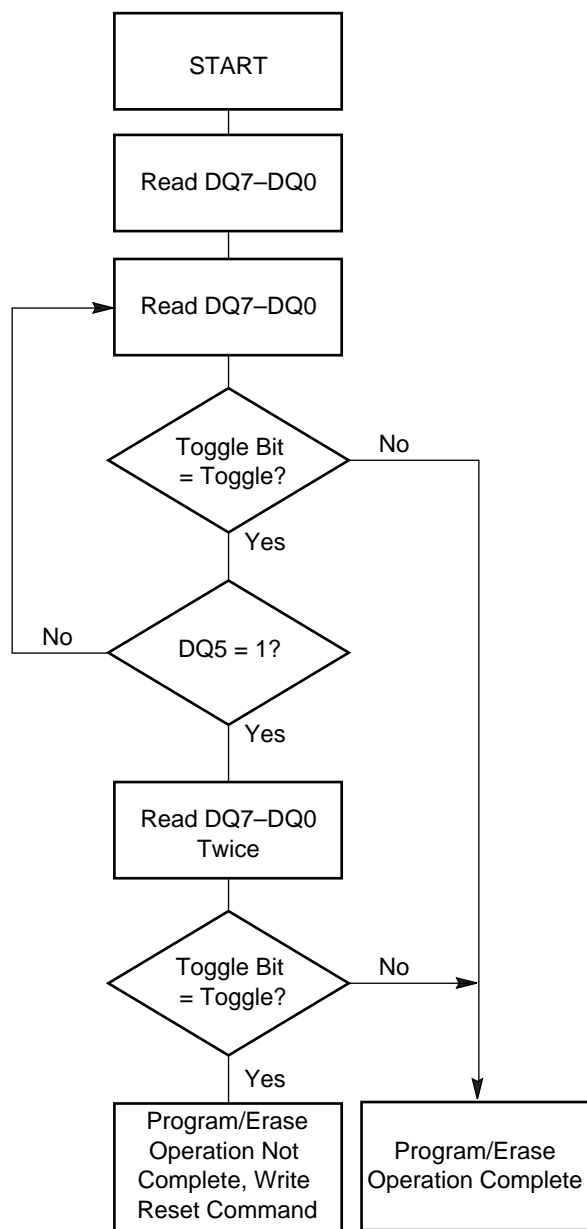 START
Read DQ7–DQ0
Read DQ7–DQ0
Toggle Bit
= Toggle?
No
Yes
No
DQ5 = 1?
Yes
Read DQ7–DQ0
Twice
Toggle Bit
= Toggle?
No
Yes
Program/Erase
Operation Not
Complete, Write
Reset Command
Program/Erase
Operation Complete